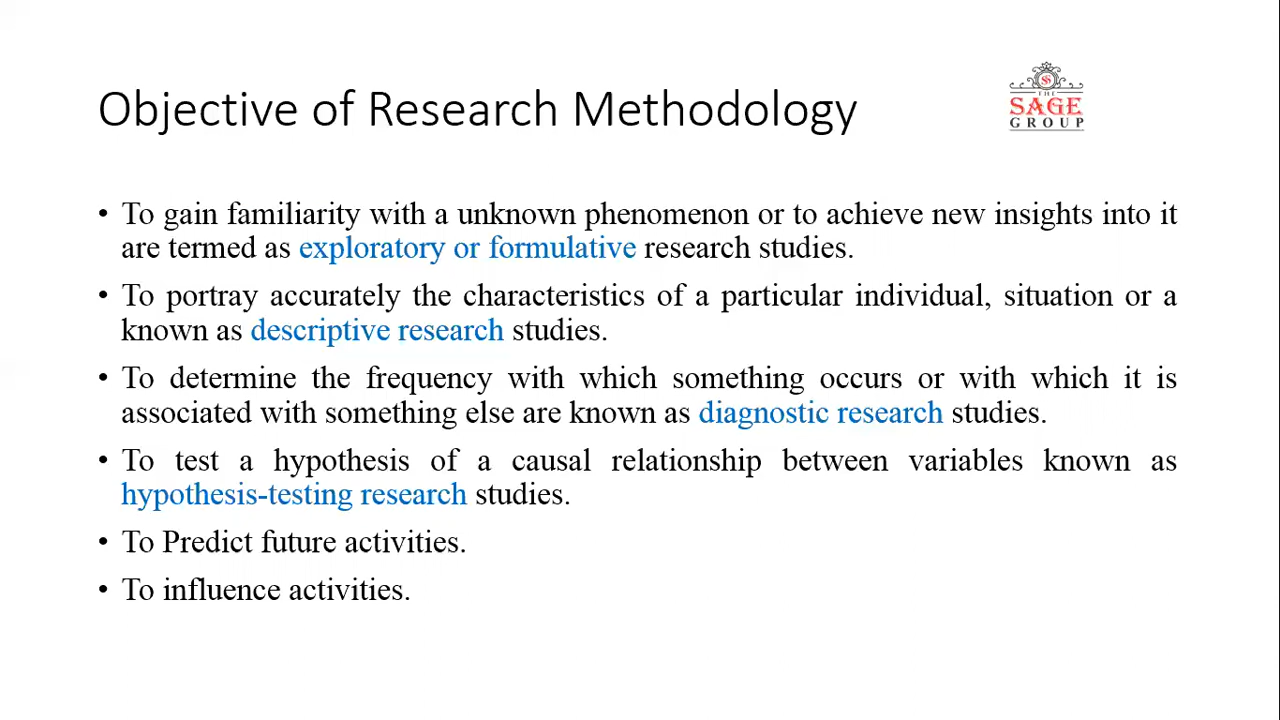 Objective of Research Methodology
THE
SAGE
GROUP
• To gain familiarity with a unknown phenomenon or to achieve new insights into it
are termed as exploratory or formulative research studies.
• To portray accurately the characteristics of a particular individual, situation or a
known as descriptive research studies.
• To determine the frequency with which something occurs or with which it is
associated with something else are known as diagnostic research studies.
• To test a hypothesis of a causal relationship between variables known as
hypothesis-testing research studies.
• To Predict future activities.
• To influence activities.